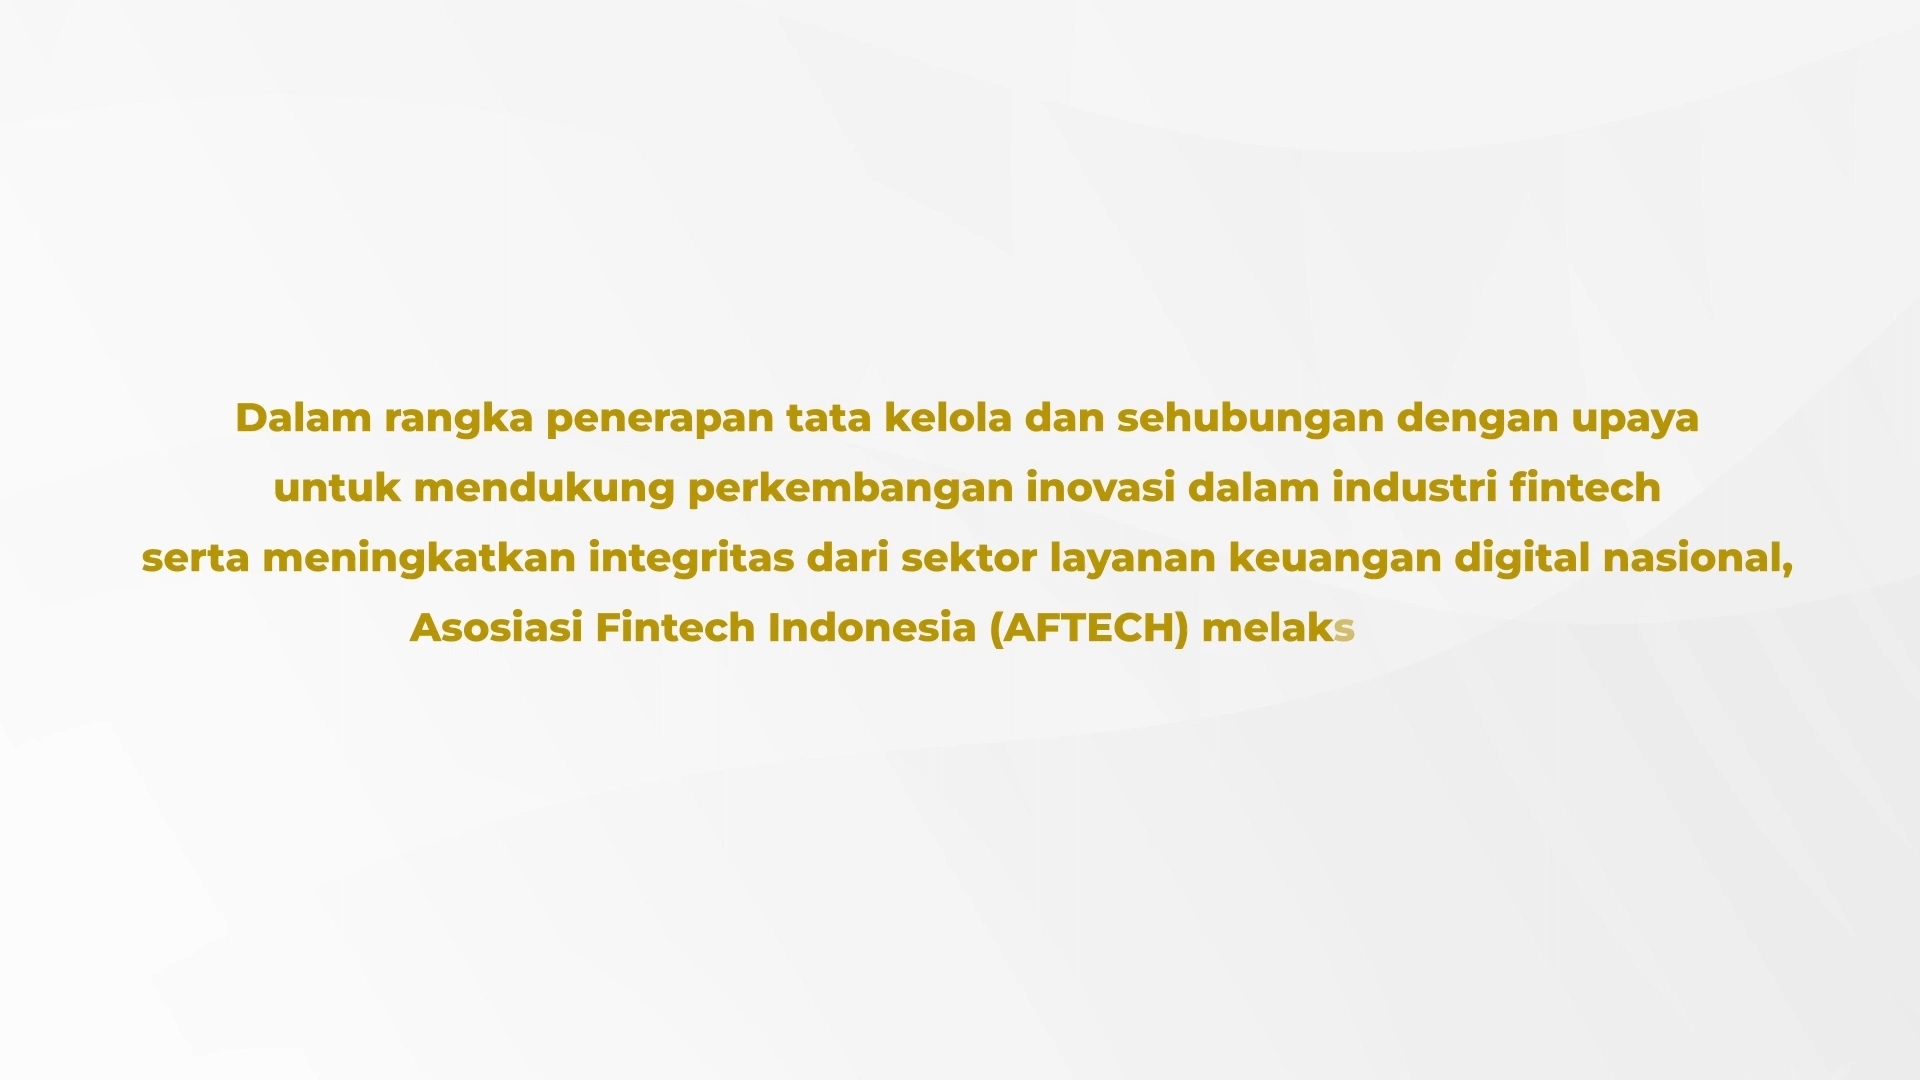 Dalam rangka penerapan tata kelola dan sehubungan dengan upaya
untuk mendukung perkembangan inovasi dalam industri fintech
serta meningkatkan integritas dari sektor layanan keuangan digital nasional,
Asosiasi Fintech Indonesia (AFTECH) melaks